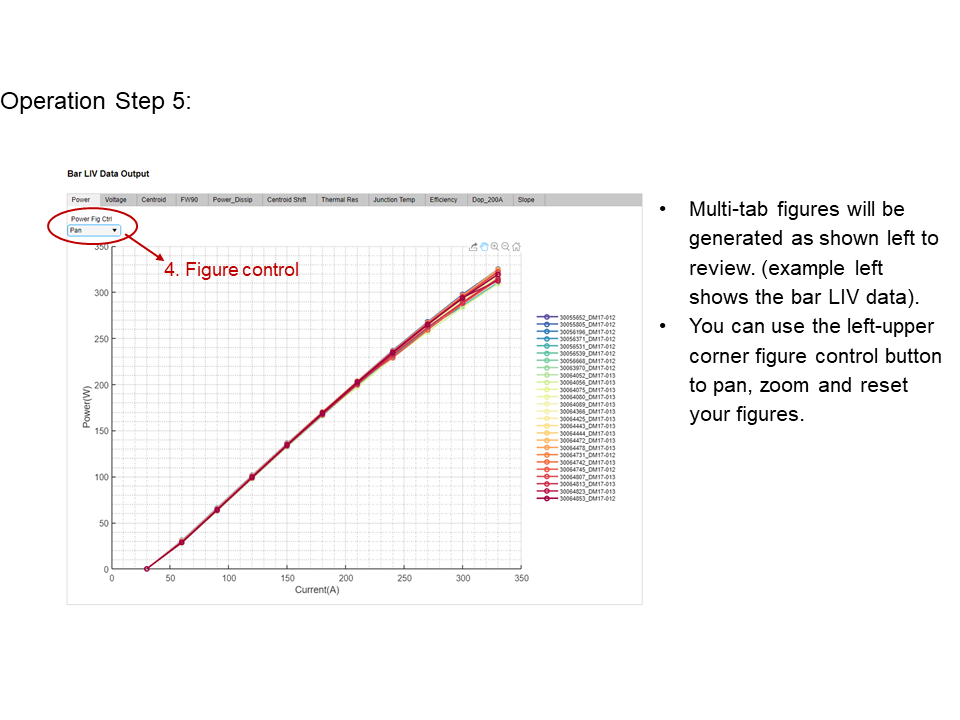 Operation Step 5:
Bar LIV Data Output
Power Voltage Centroid FW90 Power_Dissip Centroid Shift Thermal Res Junction Temp Efficiency Dop_200A Slope
Power Fig Ctrl
Pan
4. Figure control
350
300
250
200
150
100
50
0
Power(W)
0 50 100 150 200 250 300 350
Current(A)
30055652_DM17-012
30055805_DM17-012
30056196_DM17-012
30056371_DM17-012
30056531_DM17-012
30056539_DM17-012
30056668_DM17-012
30063970_DM17-012
30064052_DM17-013
30064056_DM17-013
30064075_DM17-013
30064080_DM17-013
30064089_DM17-013
30064366_DM17-013
30064425_DM17-013
30064443_DM17-013
30064444_DM17-013
30064472_DM17-013
30064478_DM17-013
30064731_DM17-012
30064742_DM17-013
30064745_DM17-012
30064807_DM17-013
30064813_DM17-013
30064823_DM17-013
30064853_DM17-012
• Multi-tab figures will be
generated as shown left to
review. (example left
shows the bar LIV data).
• You can use the left-upper
corner figure control button
to pan, zoom and reset
your figures.